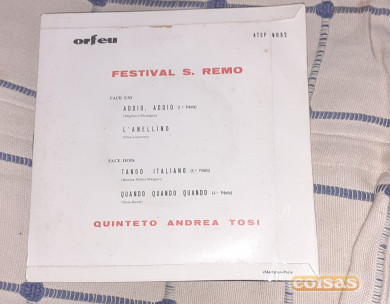 orfeu
ATEP 6092
FESTIVAL S. REMO
FACE UM
ADDIO, ADDIO
L'ANELLINO
FACE DOIS
TANGO ITALIANO
QUANDO QUANDO QUANDO
QUINTETO ANDREA TOSI
coisas